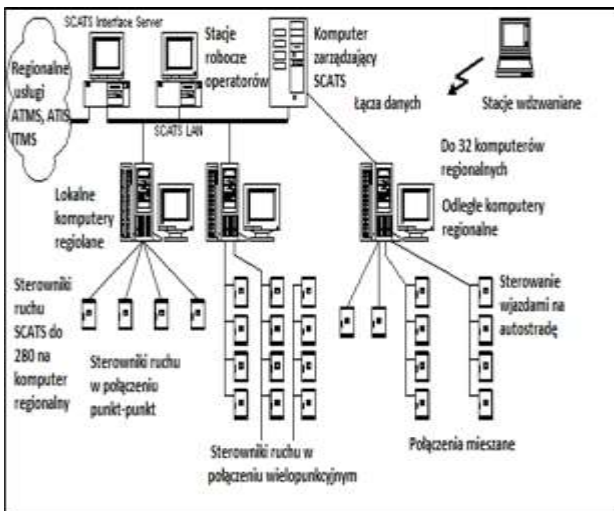 SCATS Interface Server
Regionalne
usługi
ATMS, ATIS
ITMS
Stacje
robocze
operatorów
Komputer
zarządzający
SCATS
Łącza danych
Stacje wdzwaniane
SCATS LAN
Do 32 komputerów
regionalnych
Lokalne
komputery
regiolane
Odległe komputery
regionalne
Sterowniki
ruchu
SCATS do
280 na
komputer
regionalny
Sterowniki ruchu
w połączeniu
punkt-punkt
Sterowanie
wjazdami na
autostradę
Sterowniki ruchu w
połączeniu wielopunkcyjnym
Połączenia mieszane